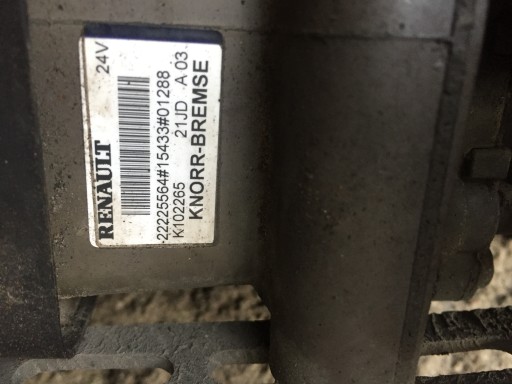 RENAULT 24V
22225564#15433#01288
K102265 21JD A 03
KNORR-BREMSE